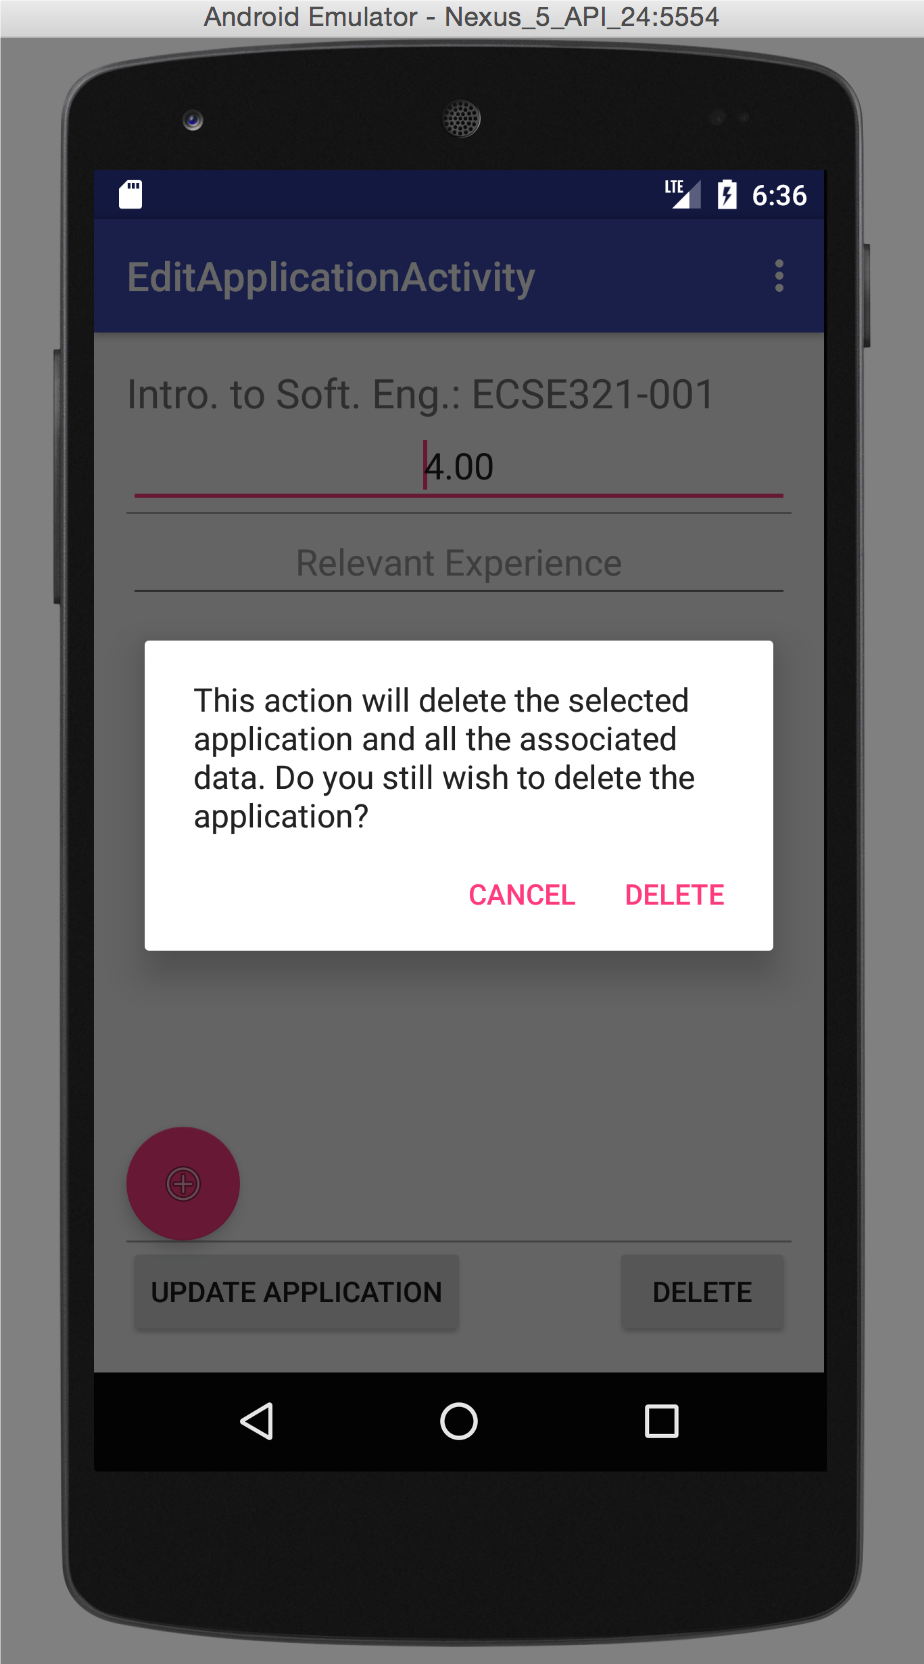 Android Emulator - Nexus_5_API_24:5554
LTE 6:36
EditApplicationActivity
Intro. to Soft. Eng.: ECSE321-001
4.00
Relevant Experience
This action will delete the selected
application and all the associated
data. Do you still wish to delete the
application?
CANCEL DELETE
UPDATE APPLICATION DELETE